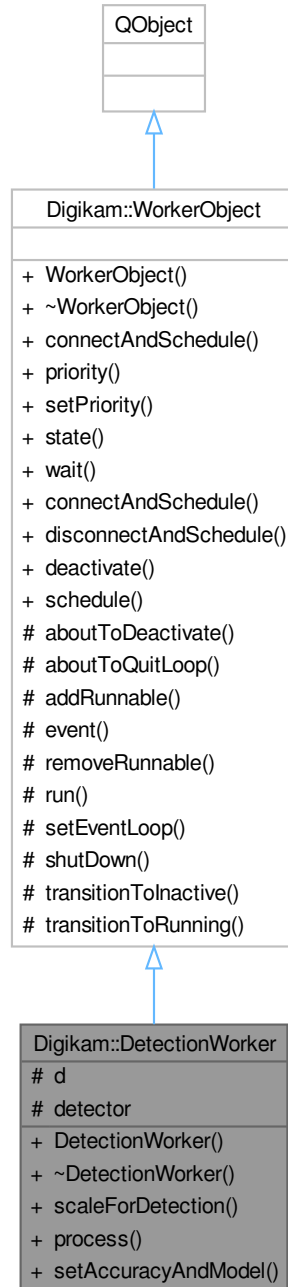 QObject
Digikam::WorkerObject
+ WorkerObject()
+ ~WorkerObject()
+ connectAndSchedule()
+ priority()
+ setPriority()
+ state()
+ wait()
+ connectAndSchedule()
+ disconnectAndSchedule()
+ deactivate()
+ schedule()
# aboutToDeactivate()
# aboutToQuitLoop()
# addRunnable()
# event()
# removeRunnable()
# run()
# setEventLoop()
# shutDown()
# transitionToInactive()
# transitionToRunning()
Digikam::DetectionWorker
# d
# detector
+ DetectionWorker()
+ ~DetectionWorker()
+ scaleForDetection()
+ process()
+ setAccuracyAndModel()